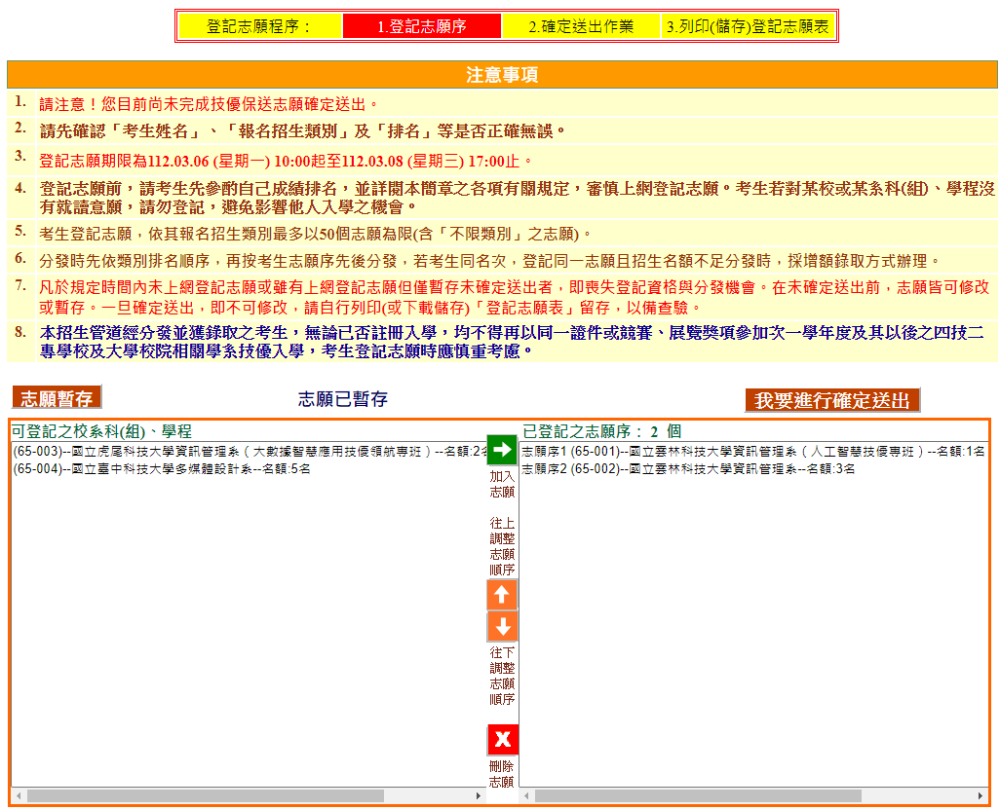 登記志願程序：
1.登記志願序
2.確定送出作業
3.列印(儲存)登記志願表
注意事項
1. 請注意！您目前尚未完成技優保送志願確定送出。
2. 請先確認「考生姓名」、「報名招生類別」及「排名」等是否正確無誤。
3. 登記志願期限為112.03.06 (星期一) 10:00起至112.03.08 (星期三) 17:00止。
4. 登記志願前，請考生先參酌自己成績排名，並詳閱本簡章之各項有關規定，審慎上網登記志願。考生若對某校或某系科(組)、學程沒
有就讀意願，請勿登記，避免影響他人入學之機會。
5. 考生登記志願，依其報名招生類別最多以50個志願為限(含「不限類別」之志願)。
6. 分發時先依類別排名順序，再按考生志願序先後分發，若考生同名次，登記同一志願且招生名額不足分發時，採增額錄取方式辦理。
7. 凡於規定時間內未上網登記志願或雖有上網登記志願但僅暫存未確定送出者，即喪失登記資格與分發機會。在未確定送出前，志願皆可修改
或暫存。一旦確定送出，即不可修改，請自行列印(或下載儲存)「登記志願表」留存，以備查驗。
8. 本招生管道經分發並獲錄取之考生，無論已否註冊入學，均不得再以同一證件或競賽、展覽獎項參加次一學年度及其以後之四技二
專學校及大學校院相關學系技優入學，考生登記志願時應慎重考慮。
志願暫存
志願已暫存
我要進行確定送出
可登記之校系科(組)、學程
(65-003)--國立虎尾科技大學資訊管理系（大數據智慧應用技優領航專班）--名額:2
(65-004)--國立臺中科技大學多媒體設計系--名額:5名
加入
志願
往上
調整
志願
順序
往下
調整
志願
順序
刪除
志願
已登記之志願序： 2 個
志願序1 (65-001)--國立雲林科技大學資訊管理系（人工智慧技優專班）--名額:1名
志願序2 (65-002)--國立雲林科技大學資訊管理系--名額:3名